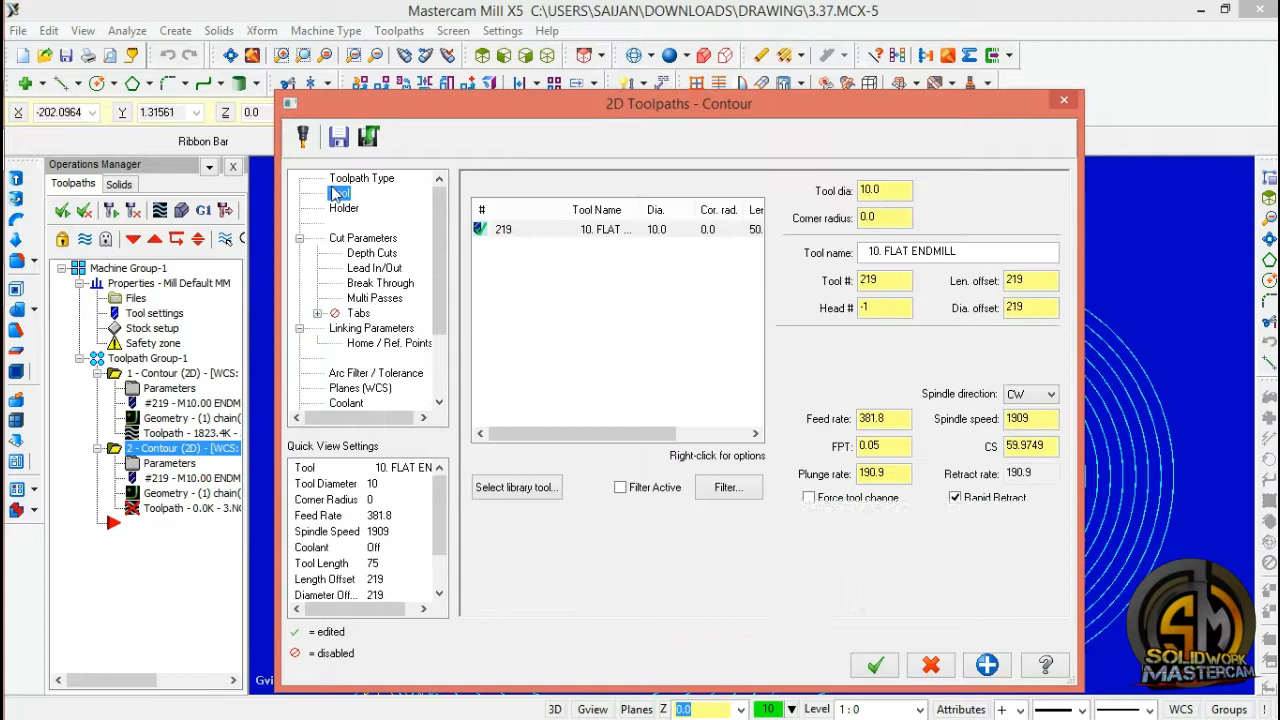 Mastercam Mill X5 C:\USERS\SAIJAN\DOWNLOADS\DRAWING\3.37.MCX-5
File Edit View Analyze Create Solids Xform Machine Type Toolpaths Screen Settings Help
X -202.0964 Y 1.31561 Z 0.0
Ribbon Bar
Operations Manager
Toolpaths Solids
G1
Machine Group-1
Properties - Mill Default MM
Files
Tool settings
Stock setup
Safety zone
Toolpath Group-1
1 - Contour (2D) - [WCS:
Parameters
#219 - M10.00 ENDM
Geometry - (1) chain(
Toolpath - 1823.4K -
2 - Contour (2D) - [WCS:
Parameters
#219 - M10.00 ENDM
Geometry - (1) chain(
Toolpath - 0.0K - 3.NC
2D Toolpaths - Contour
Toolpath Type
Holder
Cut Parameters
Depth Cuts
Lead In/Out
Break Through
Multi Passes
Tabs
Linking Parameters
Home / Ref. Points
Arc Filter / Tolerance
Planes (WCS)
Coolant
Quick View Settings
Tool 10. FLAT EN
Tool Diameter 10
Corner Radius 0
Feed Rate 381.8
Spindle Speed 1909
Coolant Off
Tool Length 75
Length Offset 219
Diameter Off... 219
= edited
= disabled
# Tool Name Dia. Cor. rad. Ler
219 10. FLAT ... 10.0 0.0 50.
Right-click for options
Select library tool... Filter Active Filter...
Tool dia: 10.0
Corner radius: 0.0
Tool name: 10. FLAT ENDMILL
Tool #: 219 Len. offset: 219
Head # -1 Dia. offset: 219
Spindle direction: CW
Feed rate: 381.8 Spindle speed: 1909
FPT: 0.05 CS 59.9749
Plunge rate: 190.9 Retract rate: 190.9
Force tool change Rapid Retract
SM
SOLIDWORK
MASTERCAM
Gvi
3D Gview Planes Z 0.0 10 Level 1 : 0 Attributes WCS Groups